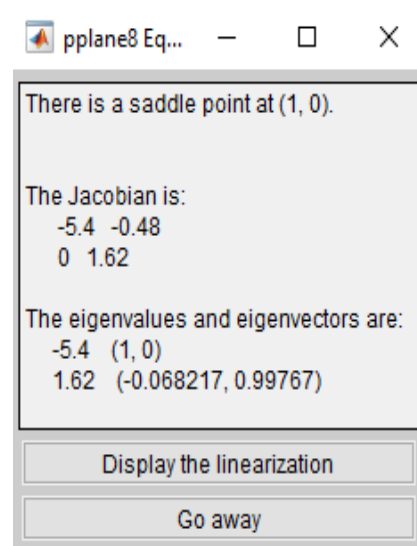 pplane8 Eq...
There is a saddle point at (1, 0).
The Jacobian is:
-5.4 -0.48
0 1.62
The eigenvalues and eigenvectors are:
-5.4 (1, 0)
1.62 (-0.068217, 0.99767)
Display the linearization
Go away